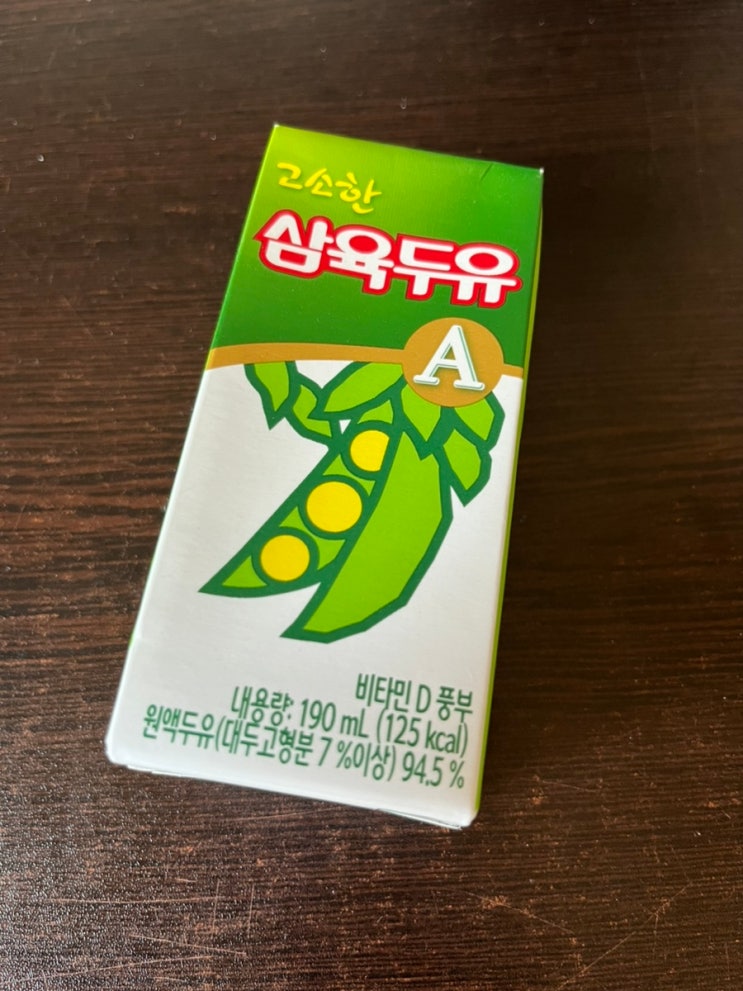 고소한
삼육두유
A
비타민 D 풍부
내용량: 190 mL (125 kcal)
원액두유(대두고형분 7 %이상) 94.5 %